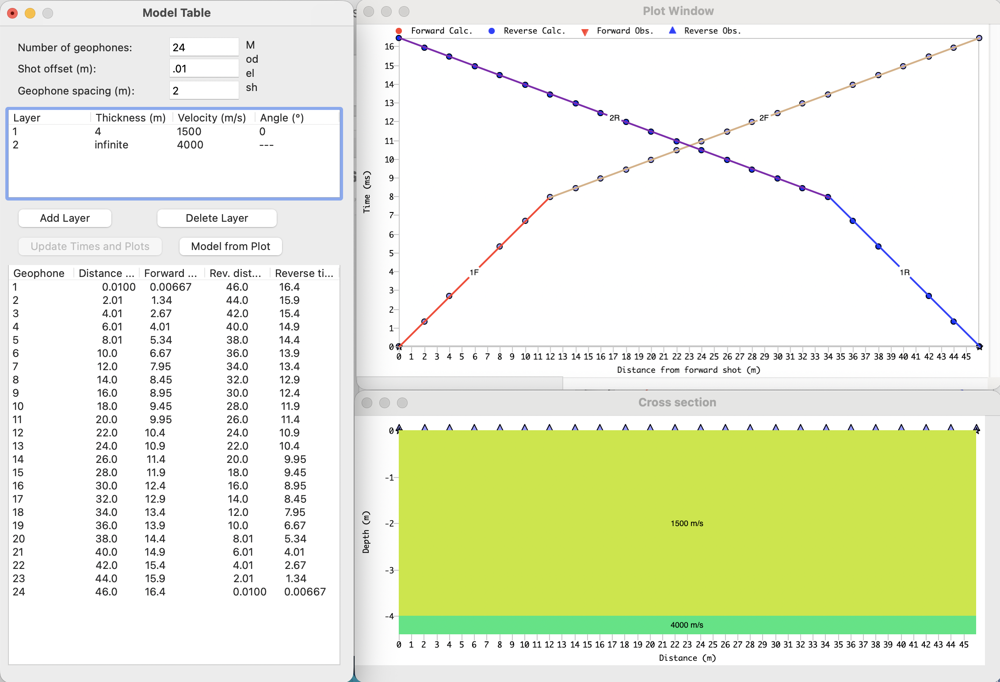 Model Table
Number of geophones: 24
Shot offset (m): .01
Geophone spacing (m): 2
M
od
el
sh
Layer Thickness (m) Velocity (m/s) Angle (°)
1 4 1500 0
2 infinite 4000 ---
Add Layer Delete Layer
Update Times and Plots Model from Plot
Geophone Distance ... Forward ... Rev. dist... Reverse ti...
1 0.0100 0.00667 46.0 16.4
2 2.01 1.34 44.0 15.9
3 4.01 2.67 42.0 15.4
4 6.01 4.01 40.0 14.9
5 8.01 5.34 38.0 14.4
6 10.0 6.67 36.0 13.9
7 12.0 7.95 34.0 13.4
8 14.0 8.45 32.0 12.9
9 16.0 8.95 30.0 12.4
10 18.0 9.45 28.0 11.9
11 20.0 9.95 26.0 11.4
12 22.0 10.4 24.0 10.9
13 24.0 10.9 22.0 10.4
14 26.0 11.4 20.0 9.95
15 28.0 11.9 18.0 9.45
16 30.0 12.4 16.0 8.95
17 32.0 12.9 14.0 8.45
18 34.0 13.4 12.0 7.95
19 36.0 13.9 10.0 6.67
20 38.0 14.4 8.01 5.34
21 40.0 14.9 6.01 4.01
22 42.0 15.4 4.01 2.67
23 44.0 15.9 2.01 1.34
24 46.0 16.4 0.0100 0.00667
Plot Window
Forward Calc. Reverse Calc. Forward Obs. Reverse Obs.
16
15
14
13
12
11
10
9
8
7
6
5
4
3
2
1
0
Time (ms)
2R
2F
1F
1R
0 1 2 3 4 5 6 7 8 9 10 11 12 13 14 15 16 17 18 19 20 21 22 23 24 25 26 27 28 29 30 31 32 33 34 35 36 37 38 39 40 41 42 43 44 45
Distance from forward shot (m)
Cross section
0
-1
-2
-3
-4
Depth (m)
1500 m/s
4000 m/s
0 1 2 3 4 5 6 7 8 9 10 11 12 13 14 15 16 17 18 19 20 21 22 23 24 25 26 27 28 29 30 31 32 33 34 35 36 37 38 39 40 41 42 43 44 45
Distance (m)